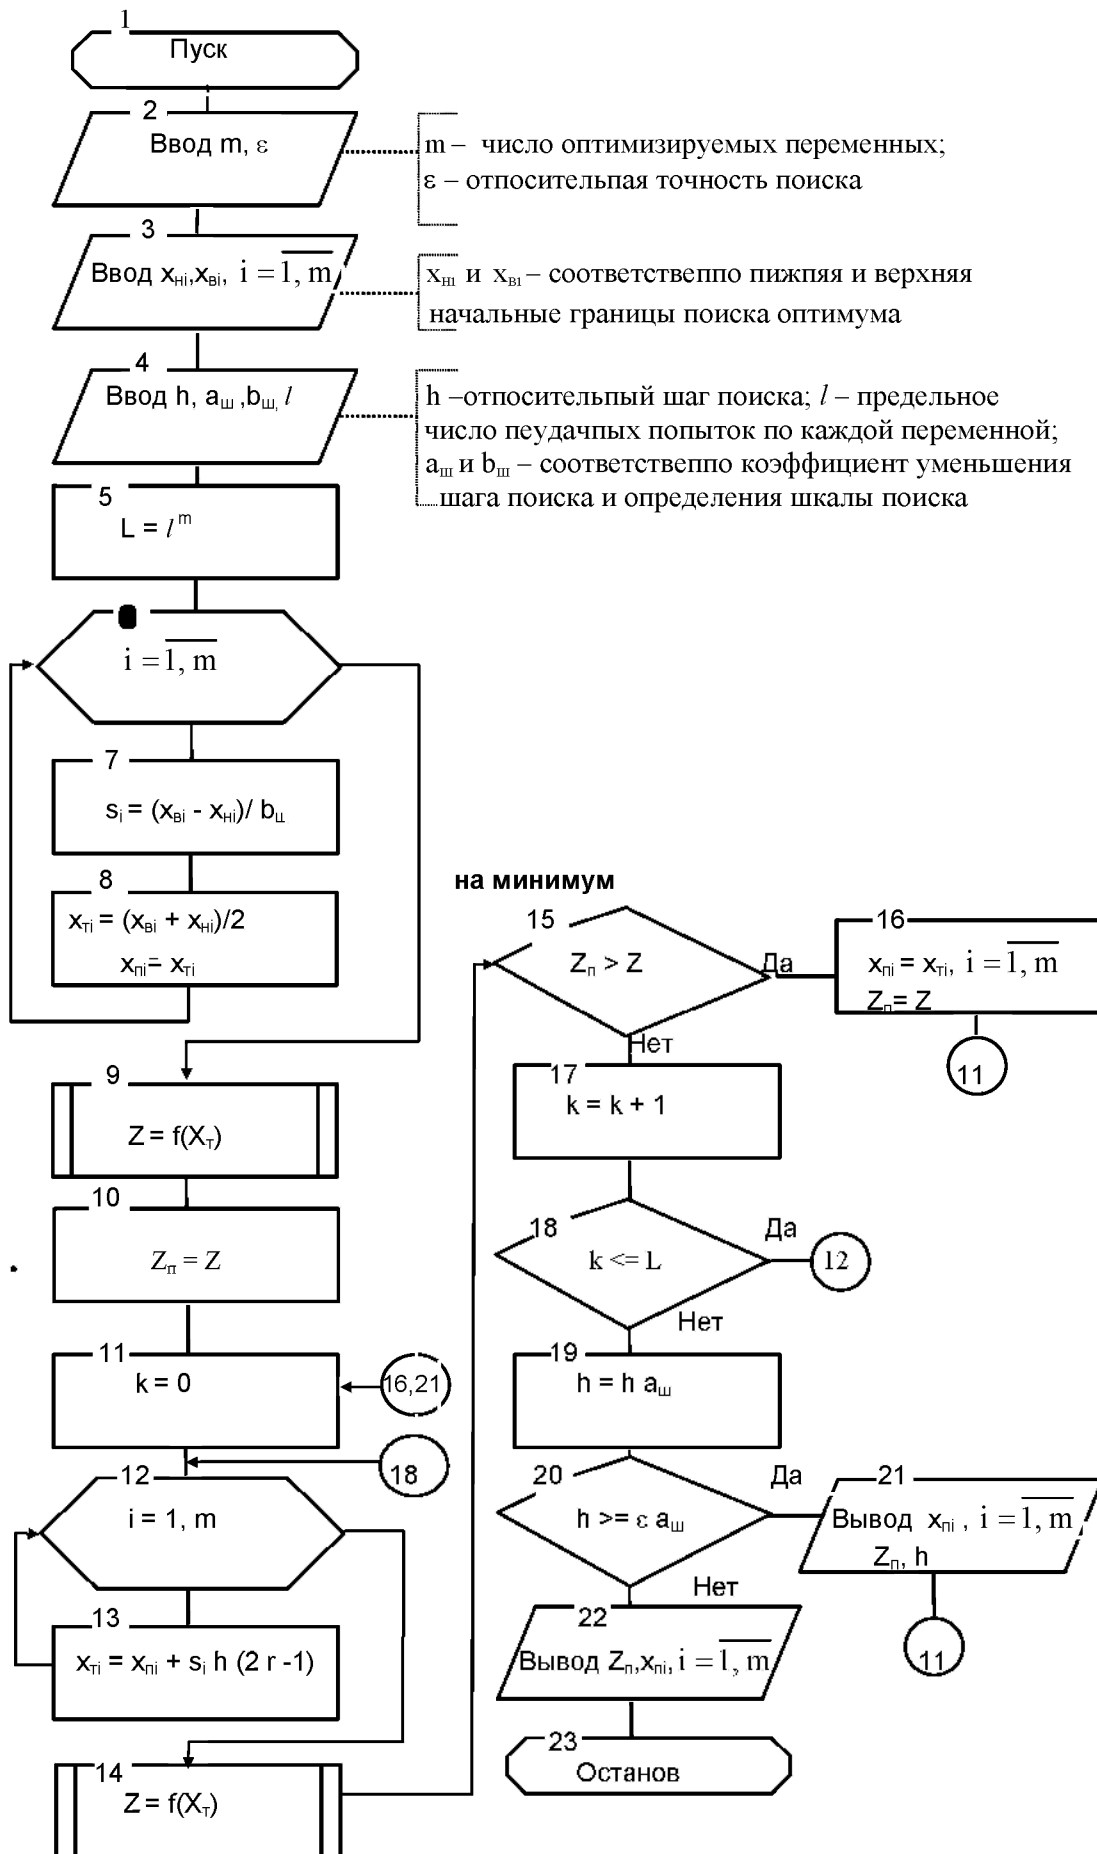 1
Пуск
2
Ввод m, ε
m – число оптимизируемых переменных;
ε – отпосительпая точность поиска
3
Ввод xнi,xвi, i = 1, m
xнi и xвi – соответствеппо пижпяя и верхняя
начальные границы поиска оптимума
4
Ввод h, aш ,bш, l
h –отпосительпый шаг поиска; l – предельное
число пеудачпых попыток по каждой переменной;
aш и bш – соответствеппо коэффициент уменьшения
шага поиска и определения шкалы поиска
5
L = l^m
i = 1, m
7
si = (xвi - xнi)/ bц
8
xтi = (xвi + xнi)/2
xпi= xтi
9
Z = f(Xт)
10
Zп = Z
11
k = 0
16,21
18
12
i = 1, m
13
xтi = xпi + si h (2 r -1)
14
Z = f(Xт)
на минимум
15
Zп > Z
Да
Нет
16
xпi = xтi, i = 1, m
Zп= Z
11
17
k = k + 1
18
k <= L
Да
12
Нет
19
h = h aш
20
h >= ε aш
Да
Нет
21
Вывод xпi , i = 1, m
Zп, h
11
22
Вывод Zп,xпi, i = 1, m
23
Останов